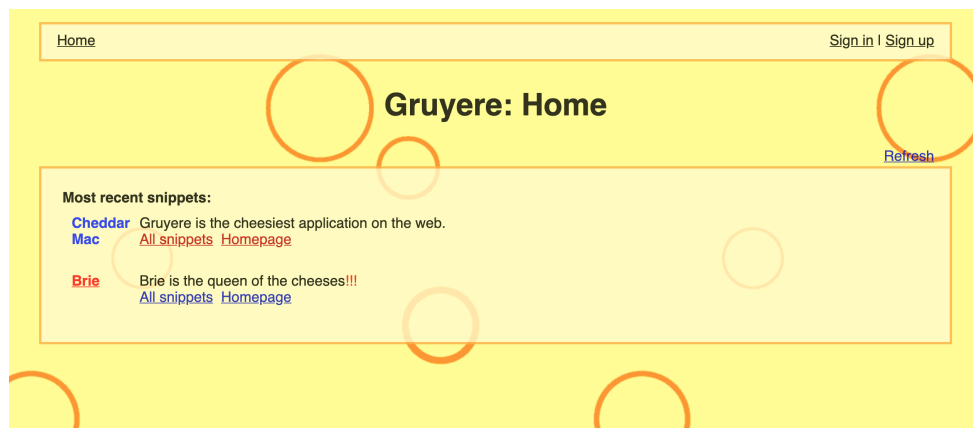 Home Sign in | Sign up
Gruyere: Home
Refresh
Most recent snippets:
Cheddar Gruyere is the cheesiest application on the web.
Mac All snippets Homepage
Brie Brie is the queen of the cheeses!!!
All snippets Homepage